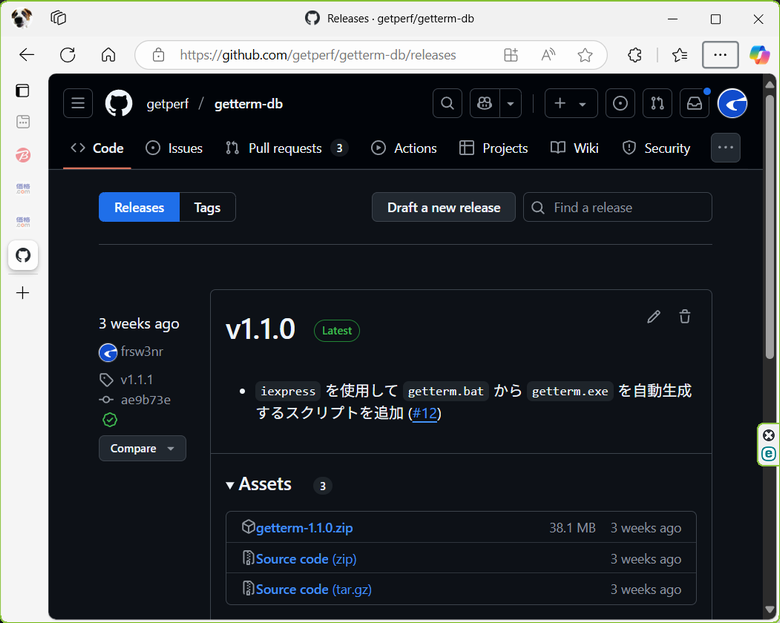 Releases · getperf/getterm-db
https://github.com/getperf/getterm-db/releases
getperf / getterm-db
Code Issues Pull requests 3 Actions Projects Wiki Security
Releases Tags Draft a new release Find a release
3 weeks ago
frsw3nr
v1.1.1
ae9b73e
Compare
v1.1.0 Latest
iexpress を使用して getterm.bat から getterm.exe を自動生成
するスクリプトを追加 (#12)
Assets 3
getterm-1.1.0.zip 38.1 MB 3 weeks ago
Source code (zip) 3 weeks ago
Source code (tar.gz) 3 weeks ago